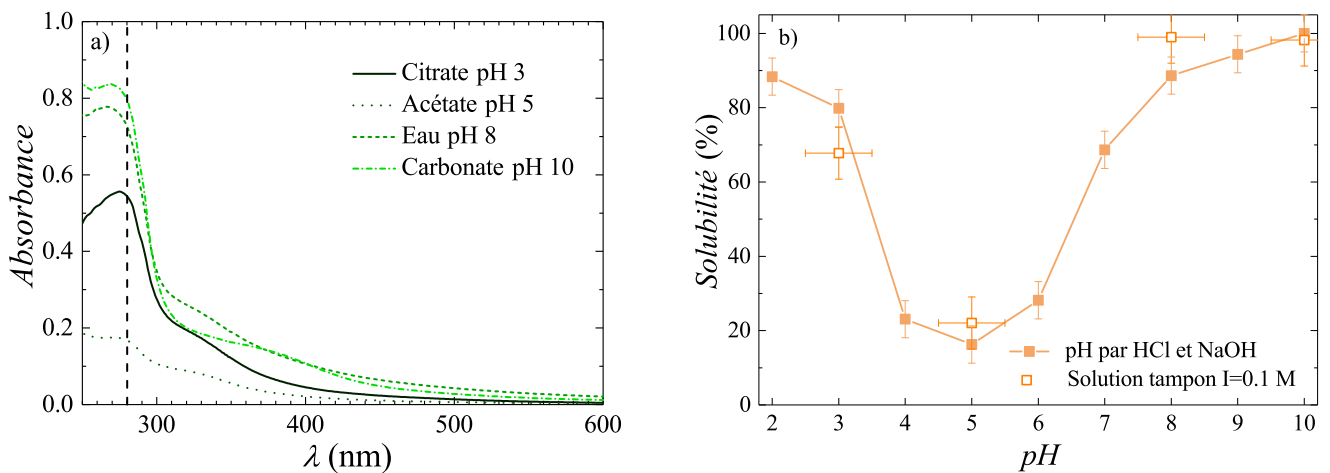 a)
Absorbance
1.0
0.8
0.6
0.4
0.2
0.0
Citrate pH 3
Acétate pH 5
Eau pH 8
Carbonate pH 10
300
400
500
600
λ (nm)
b)
Solubilité (%)
100
80
60
40
20
0
pH par HCl et NaOH
Solution tampon I=0.1 M
2
3
4
5
6
7
8
9
10
pH